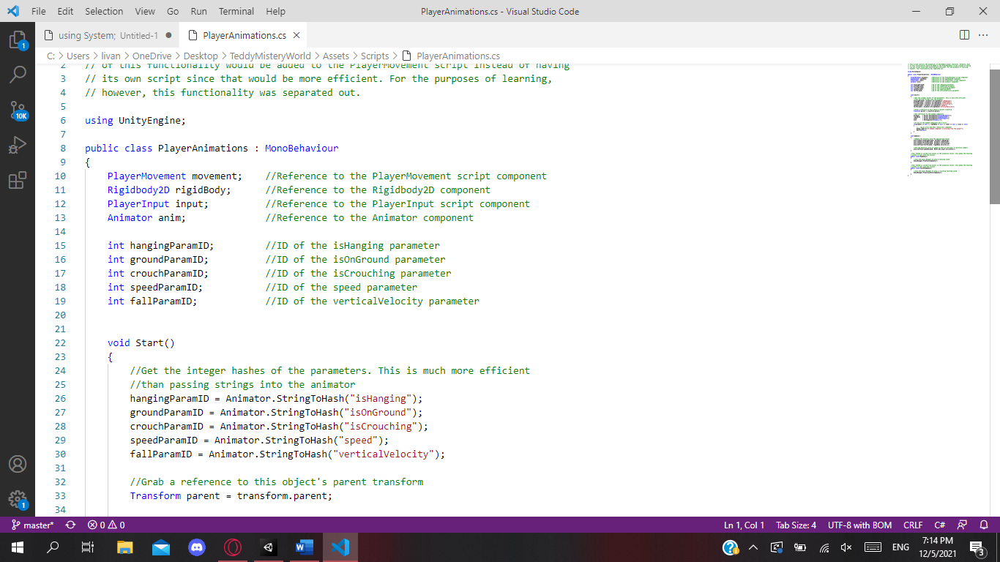 File Edit Selection View Go Run Terminal Help PlayerAnimations.cs - Visual Studio Code
using System; Untitled-1 PlayerAnimations.cs
C: > Users > livan > OneDrive > Desktop > TeddyMisteryWorld > Assets > Scripts > PlayerAnimations.cs
2 // of this functionality would be added to the PlayerMovement script instead of having
3 // its own script since that would be more efficient. For the purposes of learning,
4 // however, this functionality was separated out.
5
6 using UnityEngine;
7
8 public class PlayerAnimations : MonoBehaviour
9 {
10 PlayerMovement movement; //Reference to the PlayerMovement script component
11 Rigidbody2D rigidBody; //Reference to the Rigidbody2D component
12 PlayerInput input; //Reference to the PlayerInput script component
13 Animator anim; //Reference to the Animator component
14
15 int hangingParamID; //ID of the isHanging parameter
16 int groundParamID; //ID of the isOnGround parameter
17 int crouchParamID; //ID of the isCrouching parameter
18 int speedParamID; //ID of the speed parameter
19 int fallParamID; //ID of the verticalVelocity parameter
20
21
22 void Start()
23 {
24 //Get the integer hashes of the parameters. This is much more efficient
25 //than passing strings into the animator
26 hangingParamID = Animator.StringToHash("isHanging");
27 groundParamID = Animator.StringToHash("isOnGround");
28 crouchParamID = Animator.StringToHash("isCrouching");
29 speedParamID = Animator.StringToHash("speed");
30 fallParamID = Animator.StringToHash("verticalVelocity");
31
32 //Grab a reference to this object's parent transform
33 Transform parent = transform.parent;
34
1
10K
1
master* 0 0 Ln 1, Col 1 Tab Size: 4 UTF-8 with BOM CRLF C#
ENG 7:14 PM
12/5/2021 3